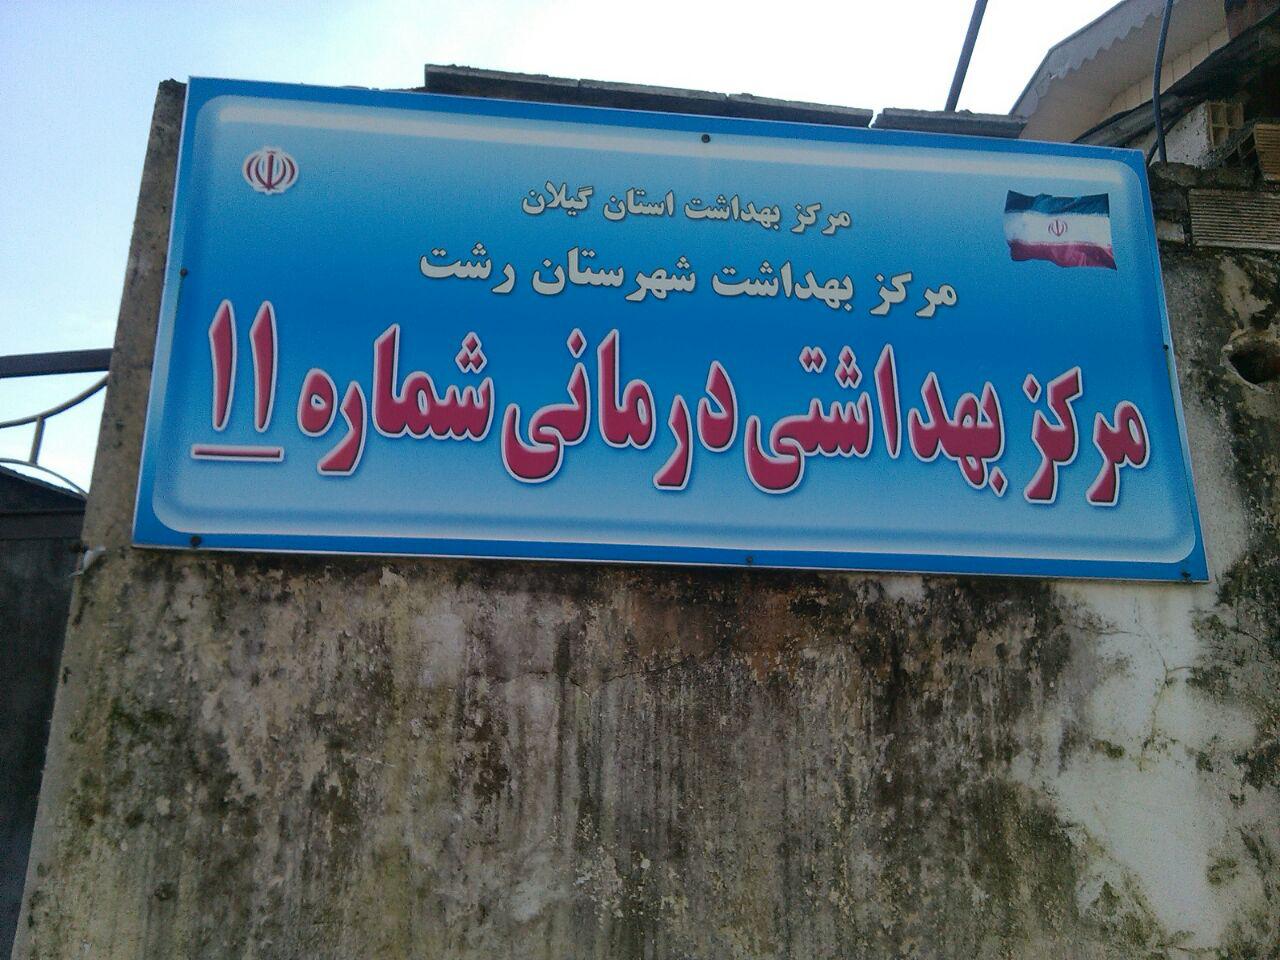 مرکز بهداشت استان گیلان
مرکز بهداشت شهرستان رشت
مرکز بهداشتی درمانی شماره ۱۱